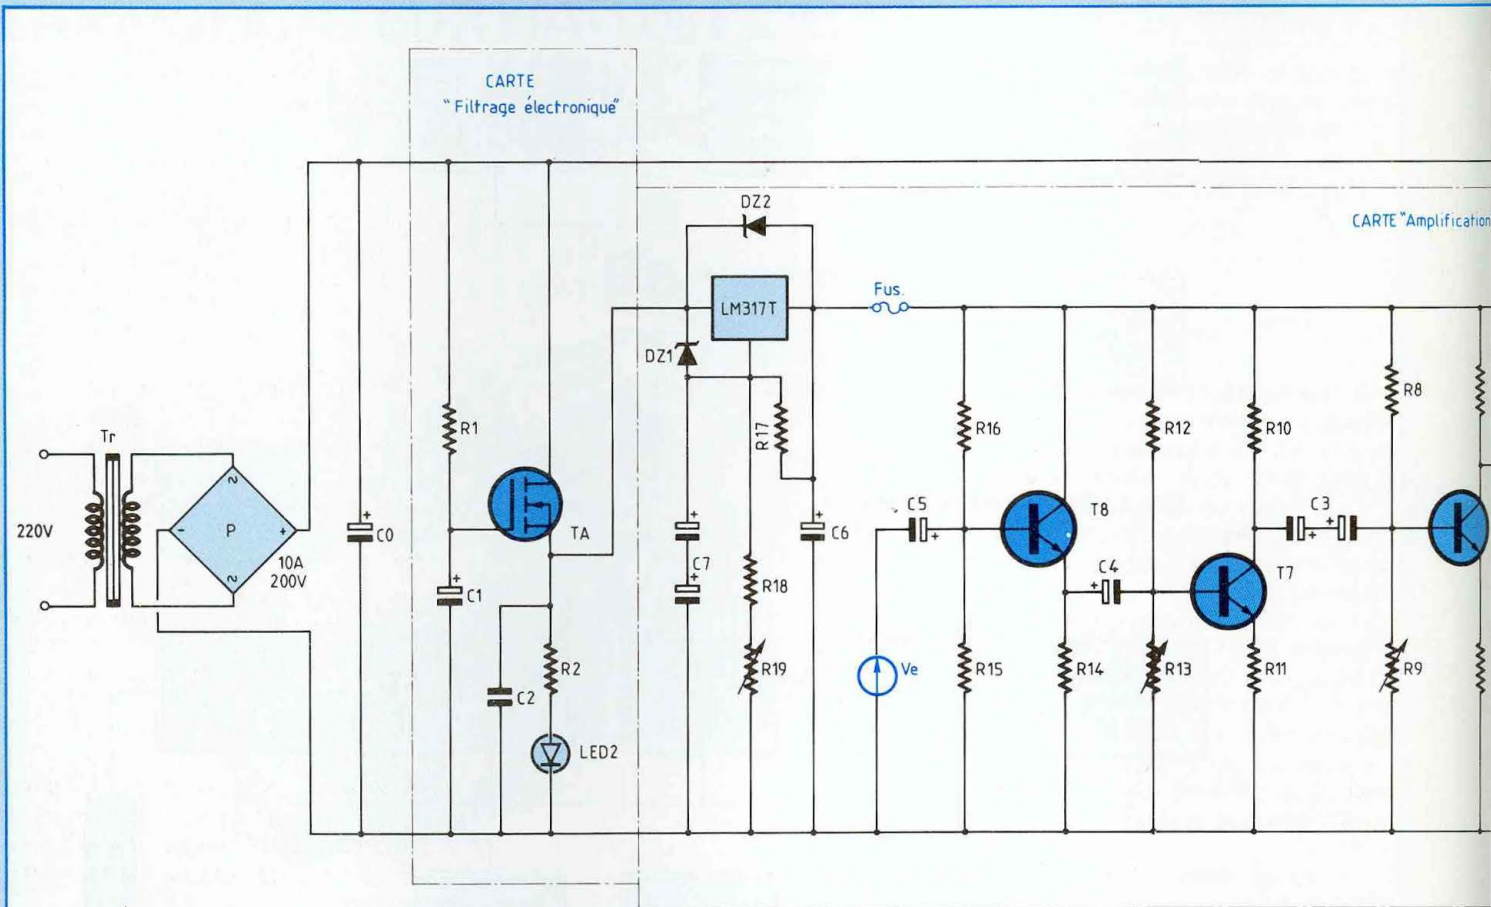 CARTE
"Filtrage électronique"
CARTE "Amplification
DZ2
LM317T
Fus.
DZ1
R1
R17
R16
R12
R10
R8
Tr
220V
~
P
-
+
~
10A
200V
+
C0
TA
+
C1
+
C7
+
+
C6
C5
+
T8
C3
+
+
C4
+
T7
R18
R2
C2
R19
Ve
R15
R14
R13
R11
R9
LED2